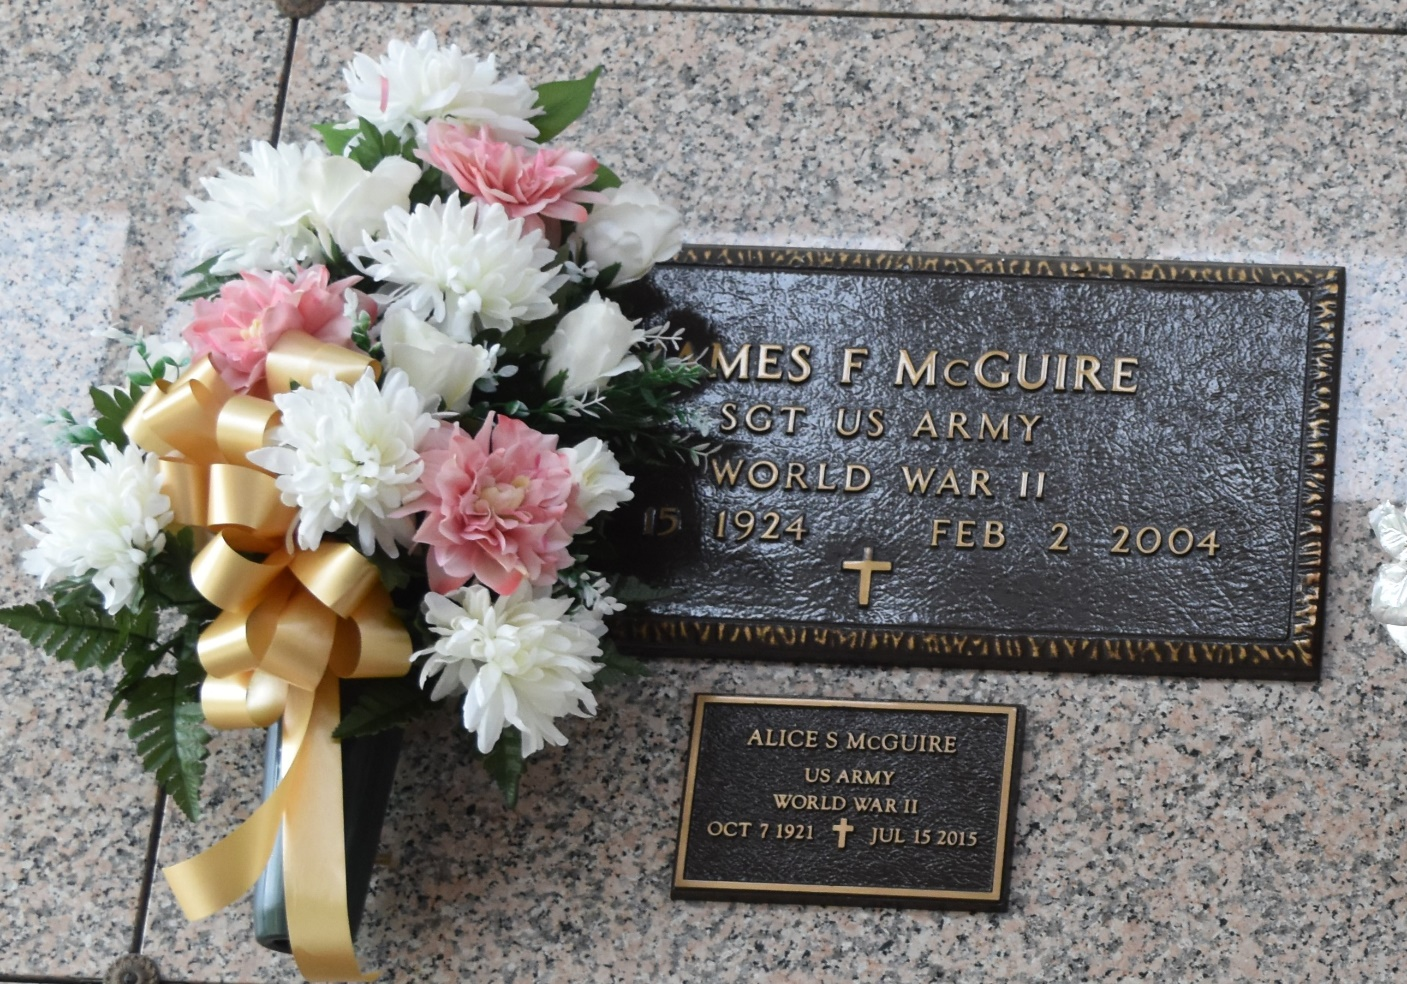 AMES F McGUIRE
SGT US ARMY
WORLD WAR II
15 1924 FEB 2 2004
ALICE S McGUIRE
US ARMY
WORLD WAR II
OCT 7 1921 JUL 15 2015